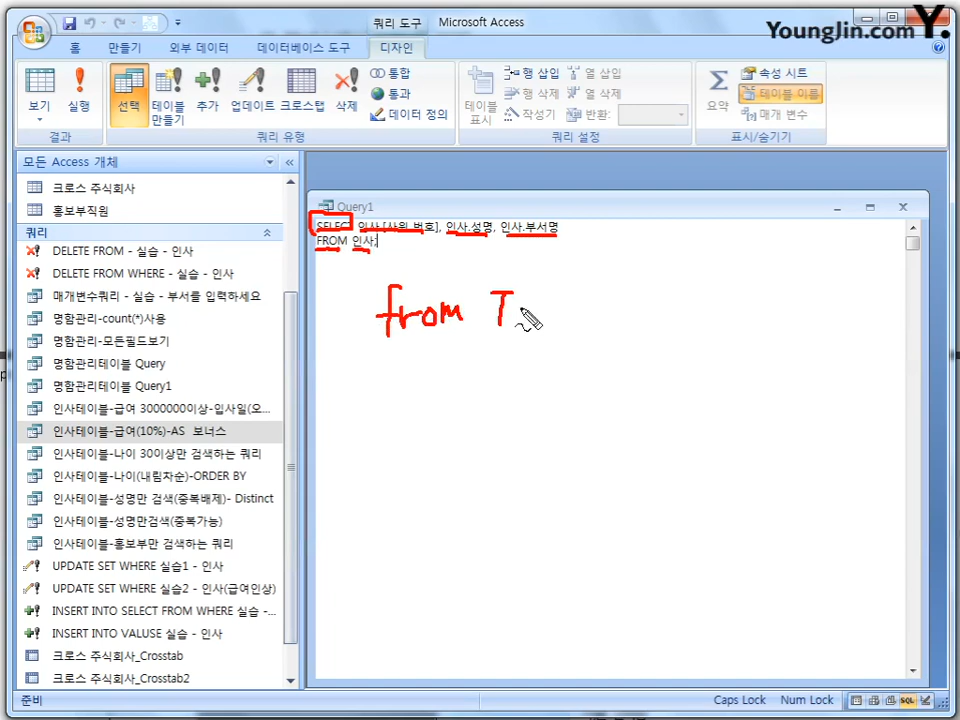 쿼리 도구 Microsoft Access
YoungJin.com Y.
홈 만들기 외부 데이터 데이터베이스 도구 디자인
보기 실행 선택 테이블 만들기 추가 업데이트 크로스탭 삭제
통합
통과
데이터 정의
테이블 표시
행 삽입 열 삽입
행 삭제 열 삭제
작성기 반환:
요약
속성 시트
테이블 이름
매개 변수
결과 쿼리 유형 쿼리 설정 표시/숨기기
모든 Access 개체
크로스 주식회사
홍보부직원
쿼리
DELETE FROM - 실습 - 인사
DELETE FROM WHERE - 실습 - 인사
매개변수쿼리 - 실습 - 부서를 입력하세요
명함관리-count(*)사용
명함관리-모든필드보기
명함관리테이블 Query
명함관리테이블 Query1
인사테이블-급여 3000000이상-입사일(오...
인사테이블-급여(10%)-AS 보너스
인사테이블-나이 30이상만 검색하는 쿼리
인사테이블-나이(내림차순)-ORDER BY
인사테이블-성명만 검색(중복배제)- Distinct
인사테이블-성명만검색(중복가능)
인사테이블-홍보부만 검색하는 쿼리
UPDATE SET WHERE 실습1 - 인사
UPDATE SET WHERE 실습2 - 인사(급여인상)
INSERT INTO SELECT FROM WHERE 실습 -...
INSERT INTO VALUSE 실습 - 인사
크로스 주식회사_Crosstab
크로스 주식회사_Crosstab2
Query1
SELECT 인사.[사원 번호], 인사.성명, 인사.부서명
FROM 인사;
from T
준비 Caps Lock Num Lock SQL